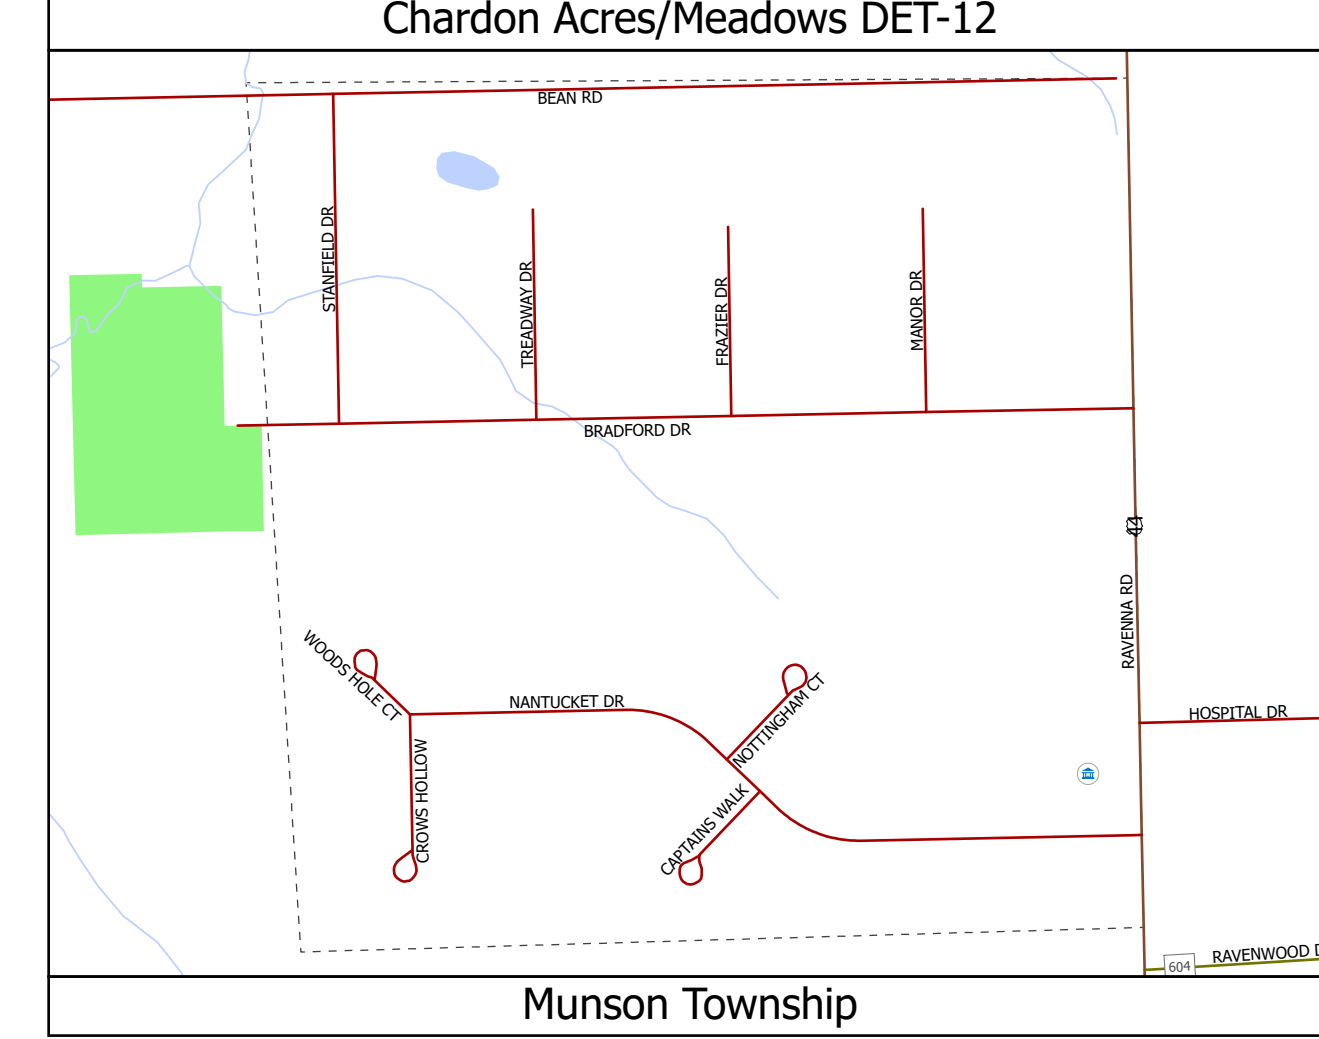 Chardon Acres/Meadows DET-12
BEAN RD
STANFIELD DR
TREADWAY DR
FRAZIER DR
MANOR DR
BRADFORD DR
44
RAVENNA RD
WOODS HOLE CT
NANTUCKET DR
NOTTINGHAM CT
HOSPITAL DR
CROWS HOLLOW
CAPTAINS WALK
604
RAVENWOOD D
Munson Township